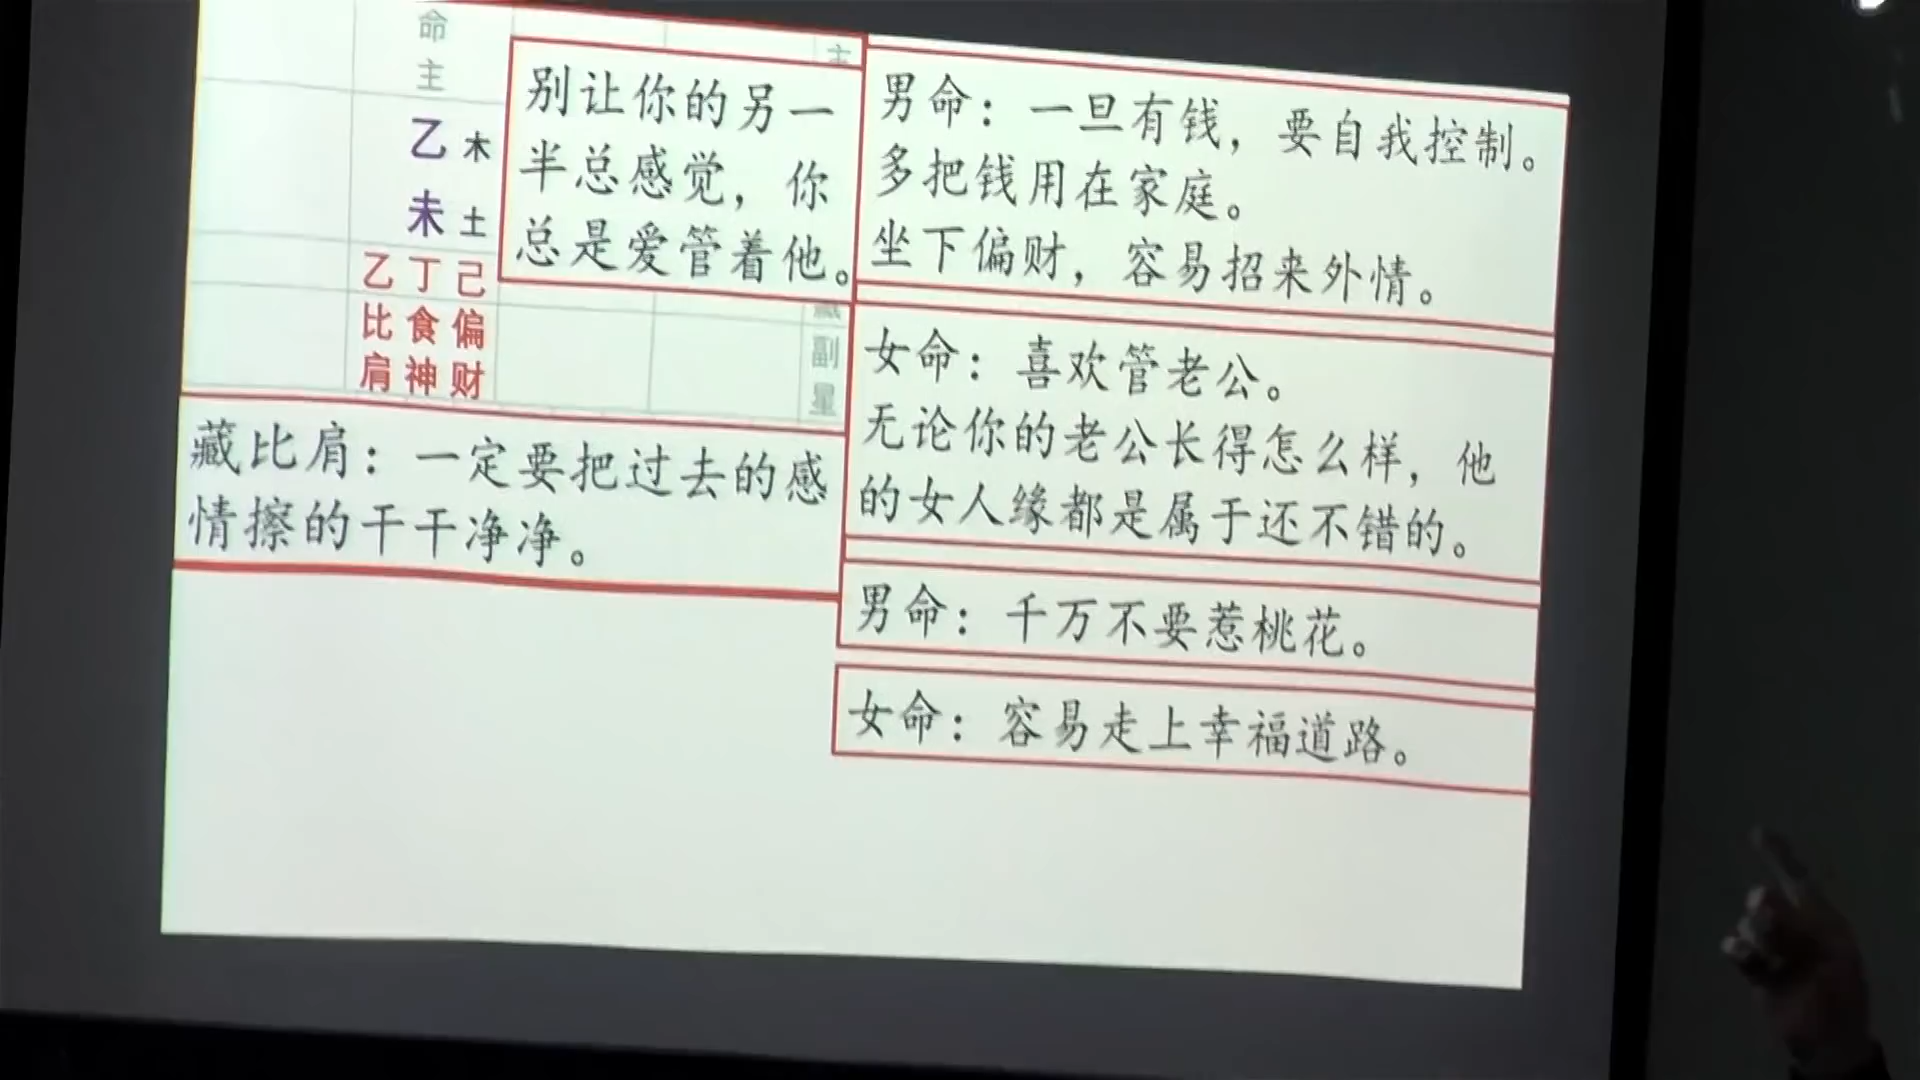 命
主
乙 木
未 土
乙 丁 己
比 食 偏
肩 神 财
别让你的另一
半总感觉，你
总是爱管着他。
副
星
藏比肩：一定要把过去的感
情擦的干干净净。
男命：一旦有钱，要自我控制。
多把钱用在家庭。
坐下偏财，容易招来外情。
女命：喜欢管老公。
无论你的老公长得怎么样，他
的女人缘都是属于还不错的。
男命：千万不要惹桃花。
女命：容易走上幸福道路。